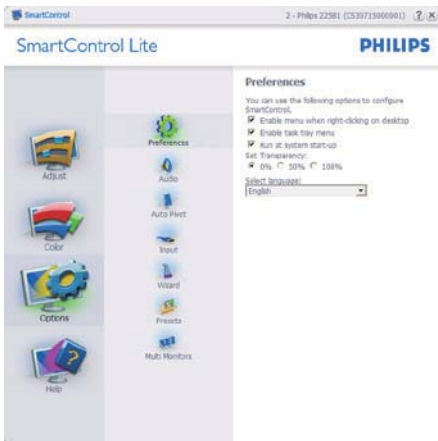 SmartControl
2 - Philips 225B1 (CS30713000001)
SmartControl Lite
PHILIPS
Adjust
Color
Options
Help
Preferences
Audio
Auto Pivot
Input
Wizard
Presets
Multi Monitors
Preferences
You can use the following options to configure
SmartControl.
Enable menu when right-clicking on desktop
Enable task tray menu
Run at system start-up
Set Transparency:
0% 50% 100%
Select language:
English